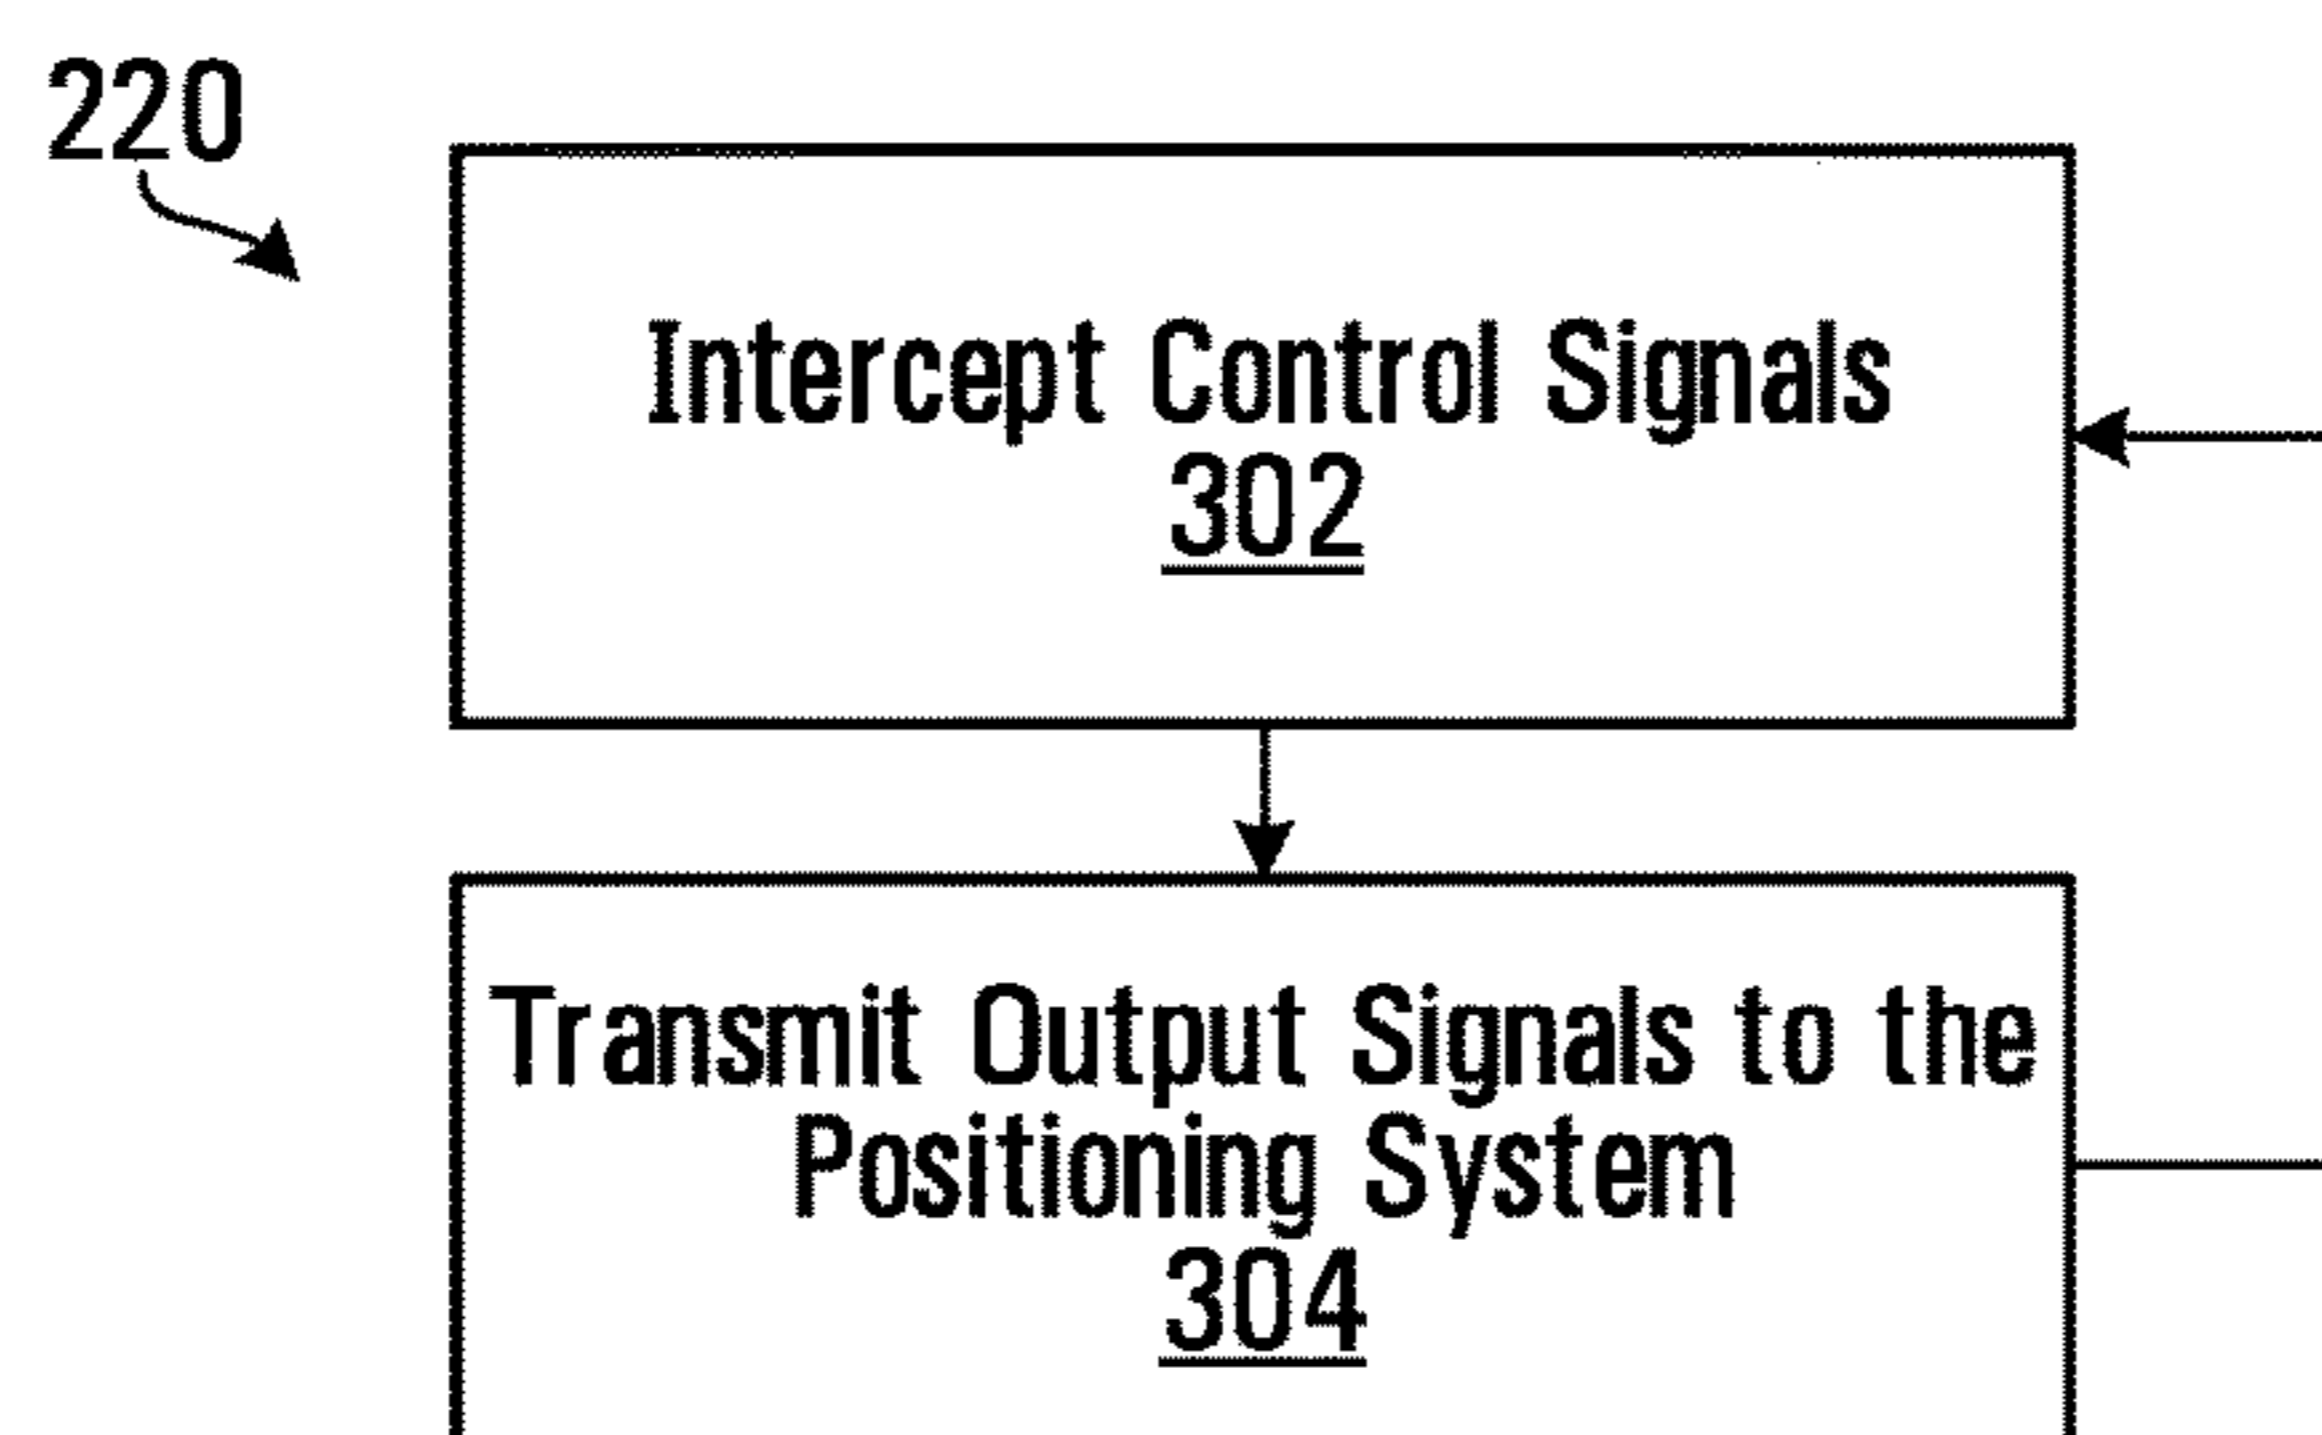 220
Intercept Control Signals
302
Transmit Output Signals to the
Positioning System
304